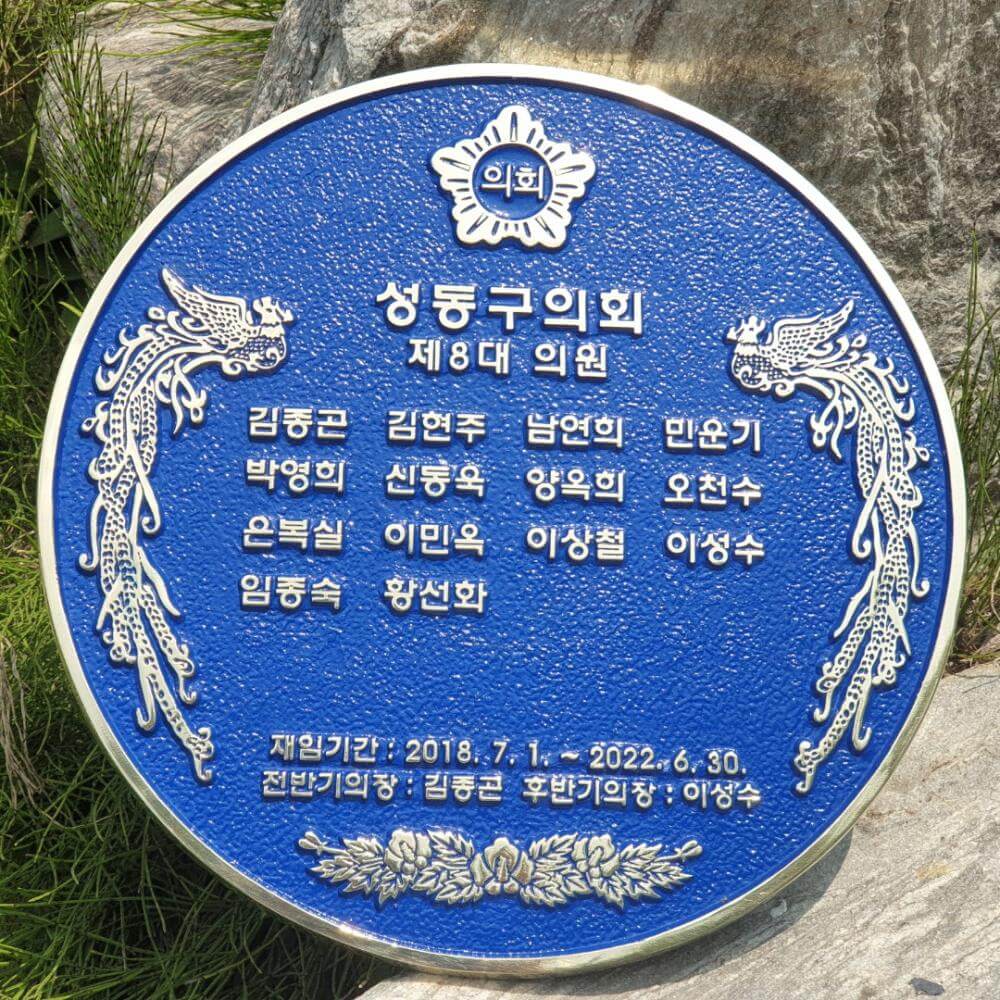 의회
성동구의회
제8대 의원
김종곤 김현주 남연희 민운기
박영희 신동욱 양옥희 오천수
은복실 이민옥 이상철 이성수
임종숙 황선화
재임기간 : 2018. 7. 1. ~ 2022. 6. 30.
전반기의장 : 김종곤 후반기의장 : 이성수